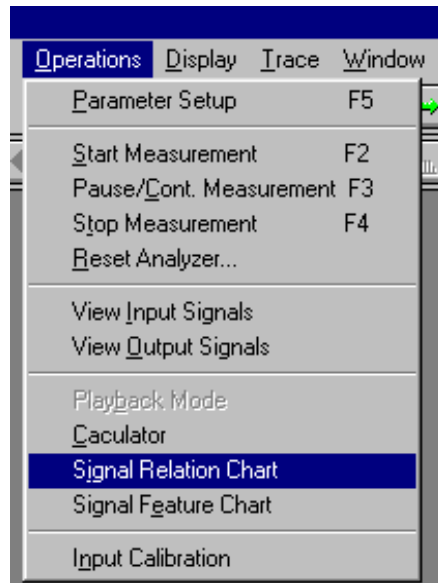 Operations Display Trace Window
Parameter Setup F5
Start Measurement F2
Pause/Cont. Measurement F3
Stop Measurement F4
Reset Analyzer...
View Input Signals
View Output Signals
Playback Mode
Caculator
Signal Relation Chart
Signal Feature Chart
Input Calibration